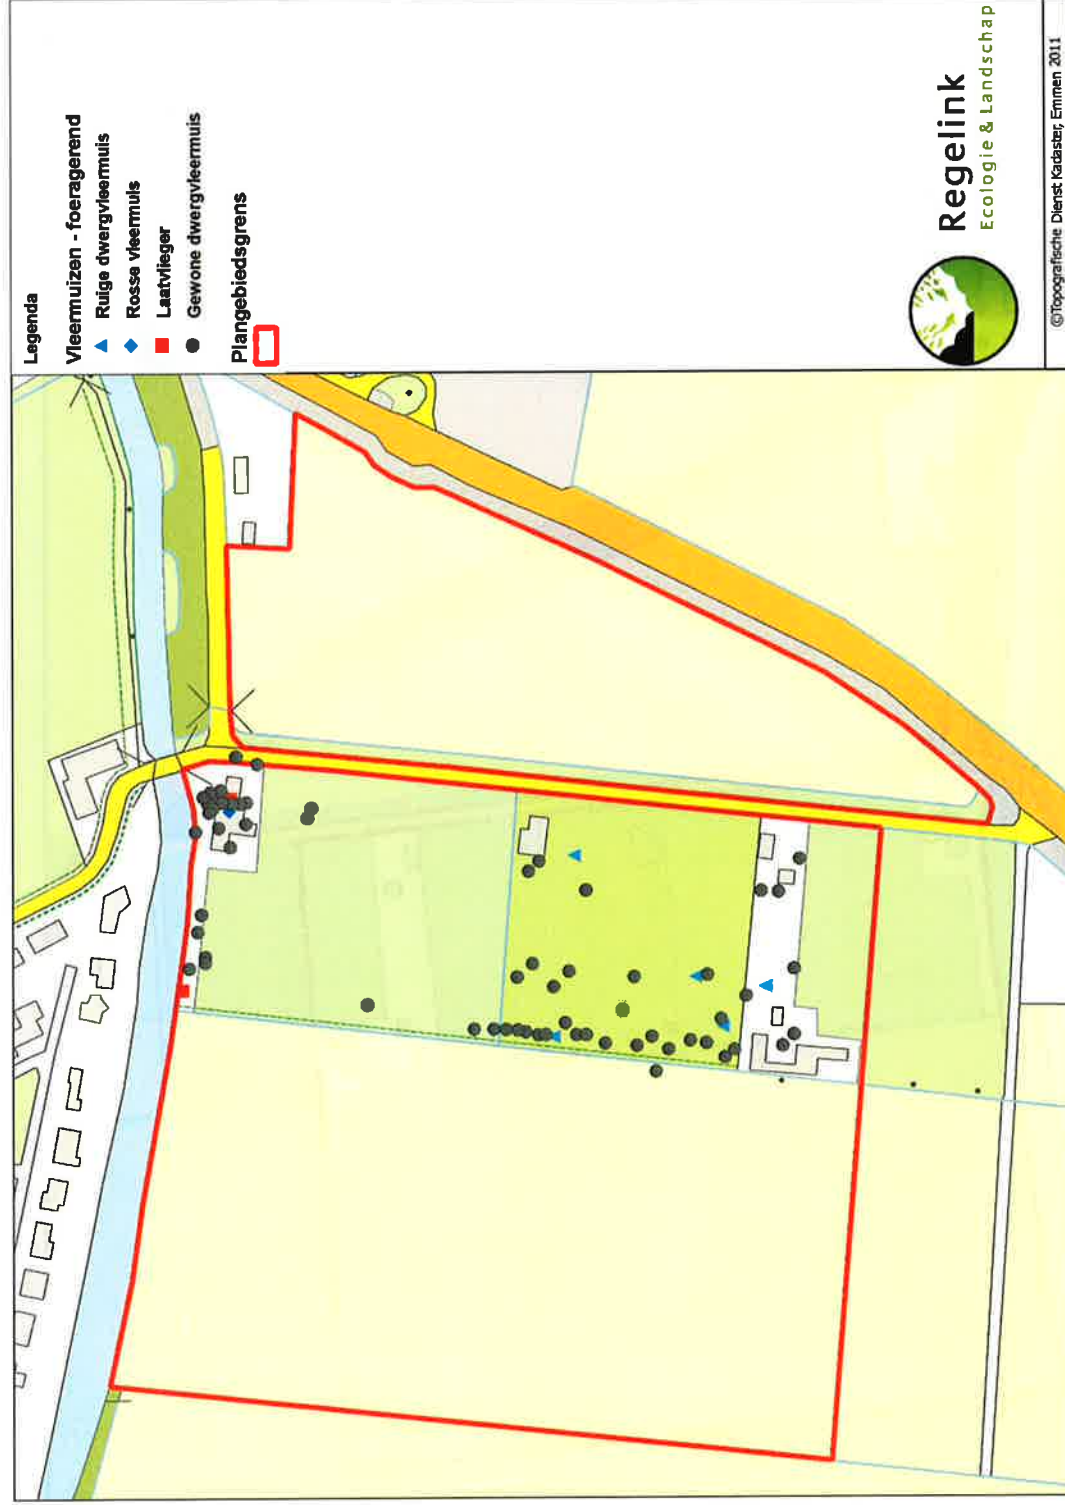 Legenda
Vleermuizen - foeragerend
Ruige dwergvleermuis
Rosse vleermuis
Laatvlieger
Gewone dwergvleermuis
Plangebiedsgrens
Regelink
Ecologie & Landschap
©Topografische Dienst Kadaster, Emmen 2011